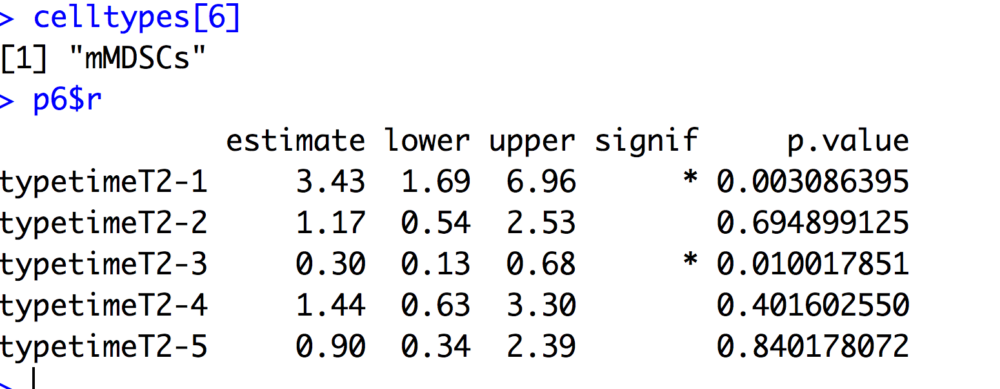 > celltypes[6]
[1] "mMDSCs"
> p6$r
estimate lower upper signif p.value
typetimeT2-1 3.43 1.69 6.96 * 0.003086395
typetimeT2-2 1.17 0.54 2.53 0.694899125
typetimeT2-3 0.30 0.13 0.68 * 0.010017851
typetimeT2-4 1.44 0.63 3.30 0.401602550
typetimeT2-5 0.90 0.34 2.39 0.840178072
>